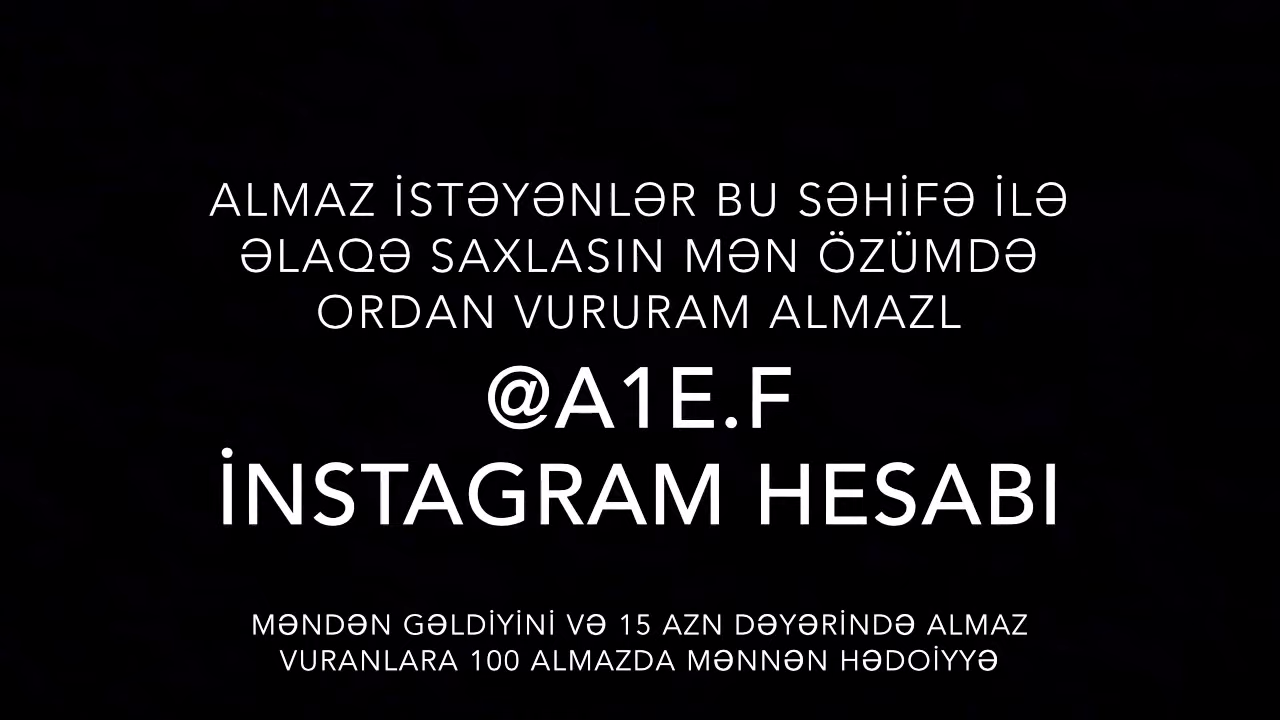 ALMAZ İSTƏYƏNLƏR BU SƏHİFƏ İLƏ
ƏLAQƏ SAXLASIN MƏN ÖZÜMDƏ
ORDAN VURURAM ALMAZL
@A1E.F
İNSTAGRAM HESABI
MƏNDƏN GƏLDİYİNİ VƏ 15 AZN DƏYƏRİNDƏ ALMAZ
VURANLARA 100 ALMAZDA MƏNNƏN HƏDOİYYƏ